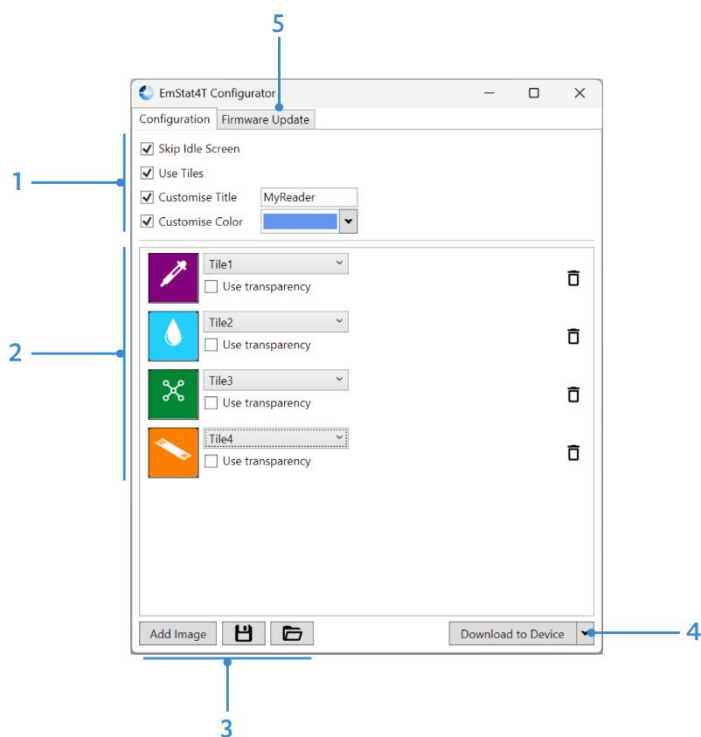 5
EmStat4T Configurator
Configuration Firmware Update
1
Skip Idle Screen
Use Tiles
Customise Title MyReader
Customise Color
2
Tile1
Use transparency
Tile2
Use transparency
Tile3
Use transparency
Tile4
Use transparency
Add Image Download to Device
4
3